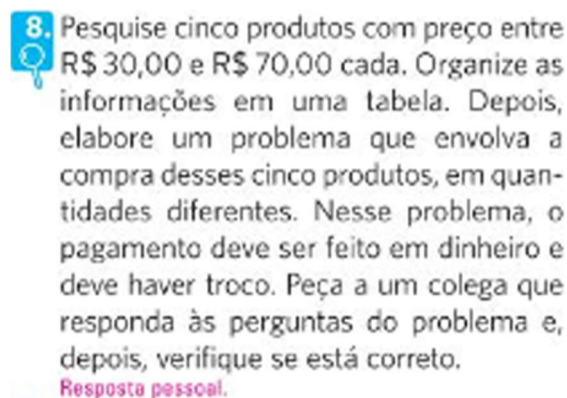 8. Pesquise cinco produtos com preço entre
R$ 30,00 e R$ 70,00 cada. Organize as
informações em uma tabela. Depois,
elabore um problema que envolva a
compra desses cinco produtos, em quan-
tidades diferentes. Nesse problema, o
pagamento deve ser feito em dinheiro e
deve haver troco. Peça a um colega que
responda às perguntas do problema e,
depois, verifique se está correto.
Resposta pessoal.